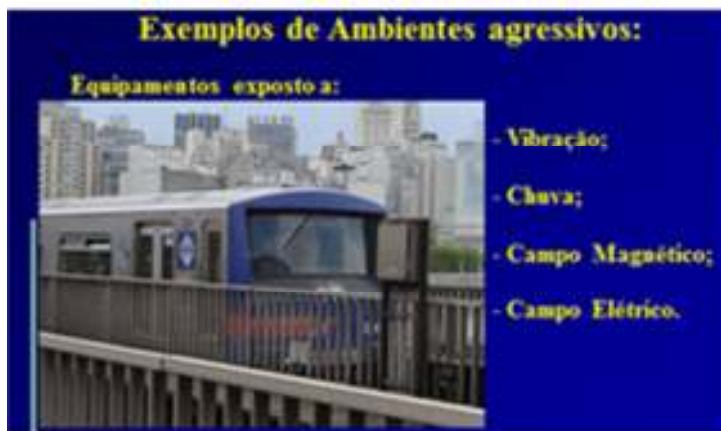 Exemplos de Ambientes agressivos:
Equipamentos exposto a:
- Vibração;
- Chuva;
- Campo Magnético;
- Campo Elétrico.